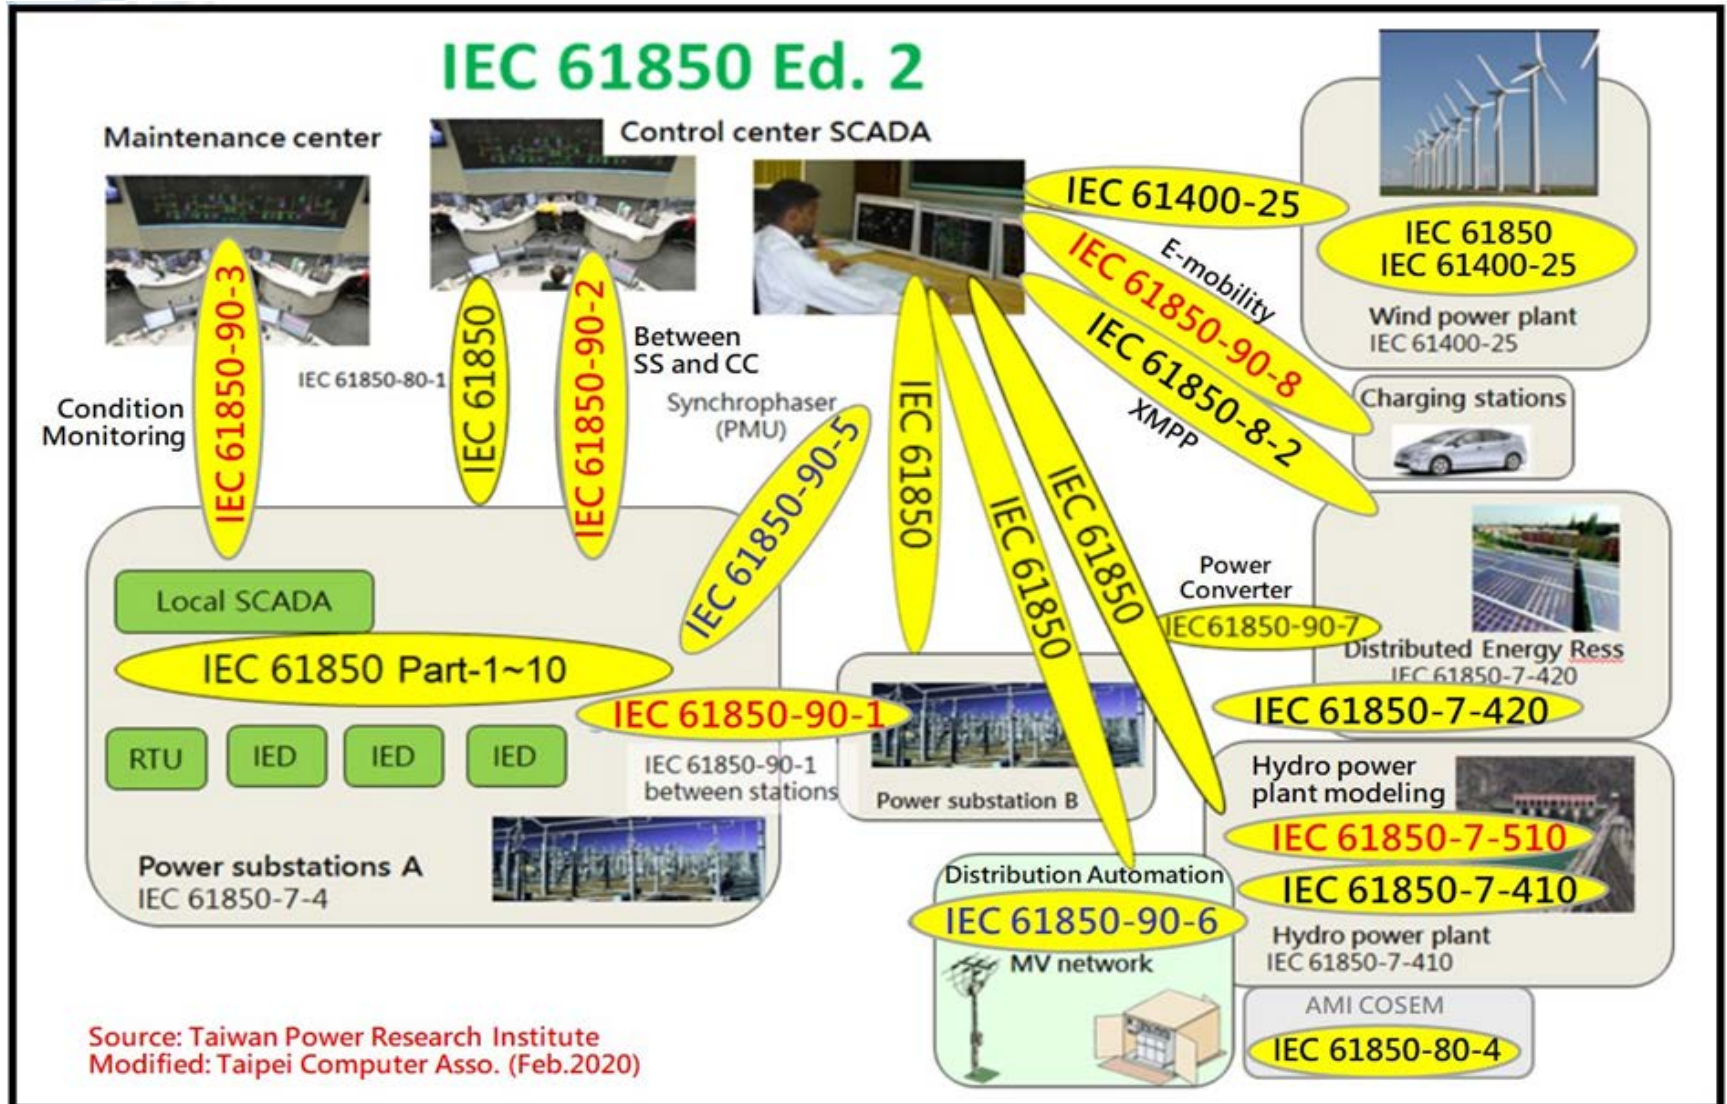 IEC 61850 Ed. 2
Maintenance center
Control center SCADA
IEC 61400-25
IEC 61850
IEC 61400-25
Wind power plant
IEC 61400-25
E-mobility
IEC 61850-90-8
IEC 61850-8-2
XMPP
Charging stations
Condition
Monitoring
IEC 61850-90-3
IEC 61850-80-1
IEC 61850
IEC 61850-90-2
Between
SS and CC
Synchrophaser
(PMU)
IEC 61850-90-5
IEC 61850
IEC 61850
IEC 61850
Power
Converter
IEC61850-90-7
Distributed Energy Ress
IEC 61850-7-420
IEC 61850-7-420
Local SCADA
IEC 61850 Part-1~10
RTU
IED
IED
IED
IEC 61850-90-1
IEC 61850-90-1
between stations
Power substation B
Power substations A
IEC 61850-7-4
Hydro power
plant modeling
IEC 61850-7-510
IEC 61850-7-410
Hydro power plant
IEC 61850-7-410
Distribution Automation
IEC 61850-90-6
MV network
AMI COSEM
IEC 61850-80-4
Source: Taiwan Power Research Institute
Modified: Taipei Computer Asso. (Feb.2020)